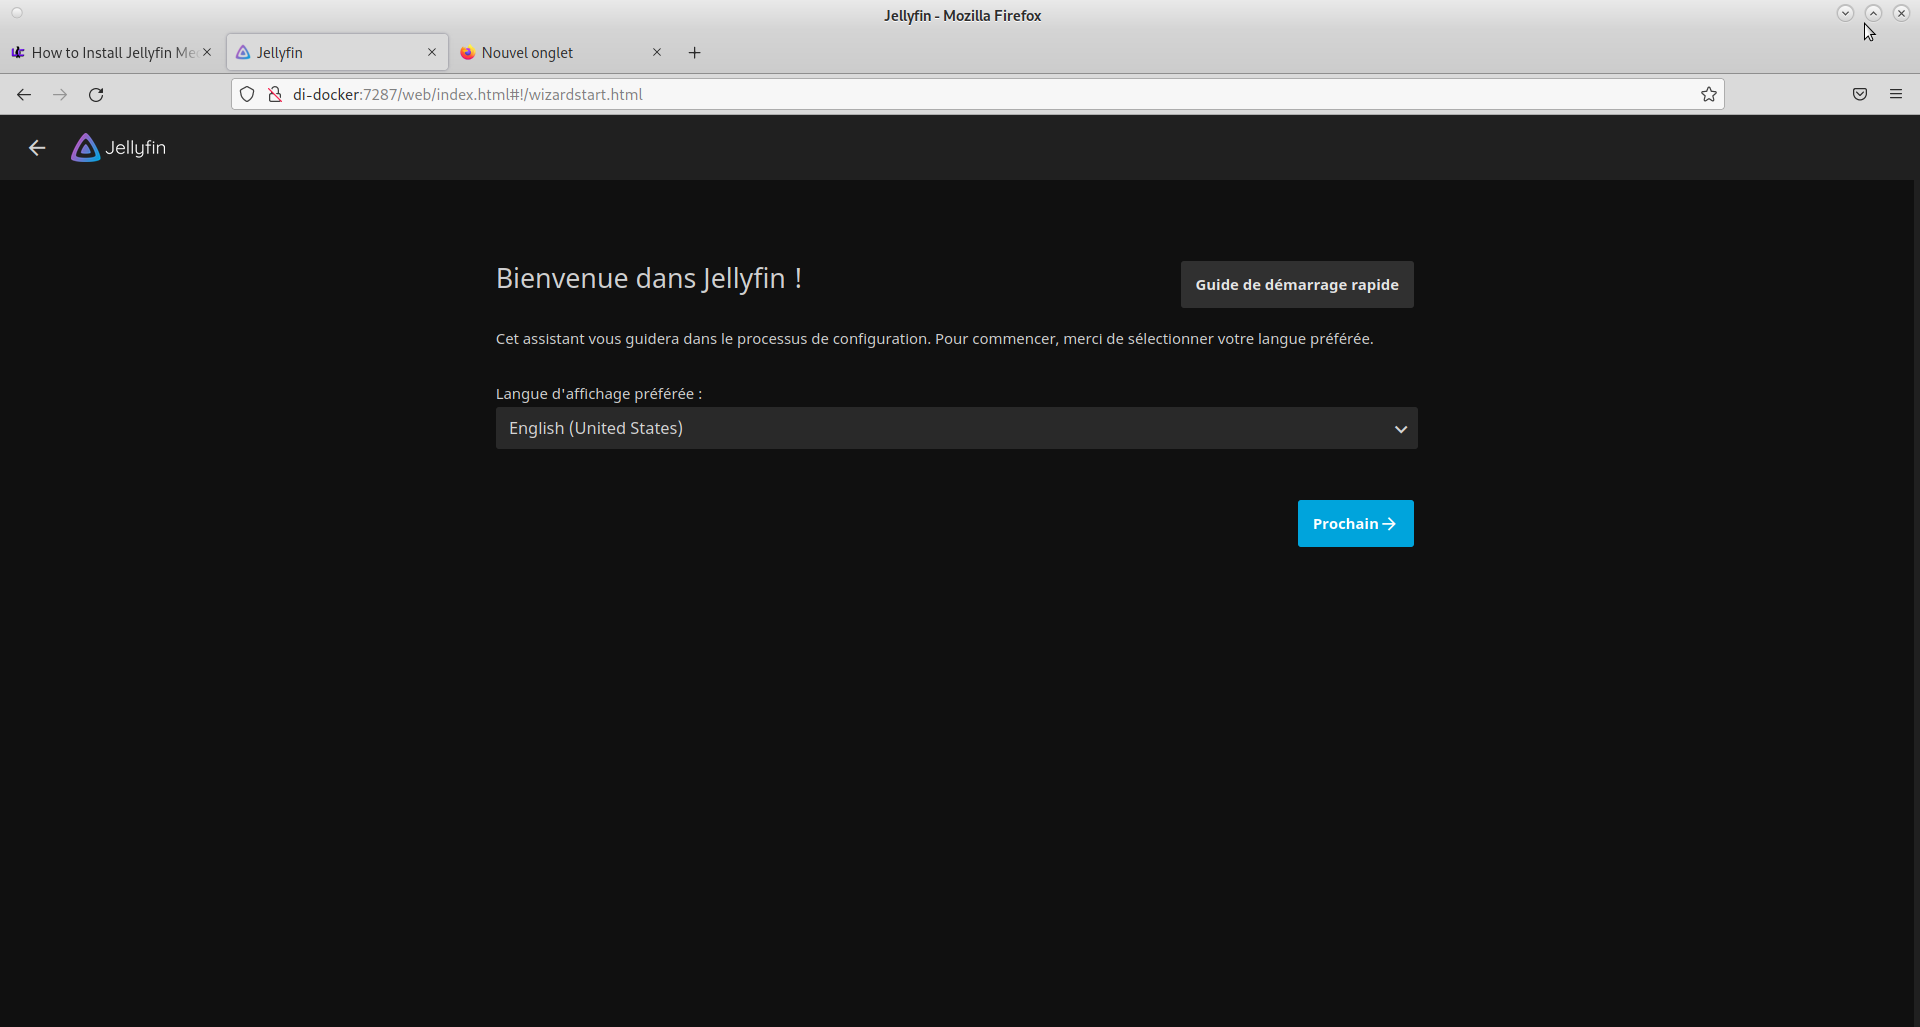 Jellyfin - Mozilla Firefox
How to Install Jellyfin Me
Jellyfin
Nouvel onglet
di-docker:7287/web/index.html#!/wizardstart.html
Jellyfin
Bienvenue dans Jellyfin !
Guide de démarrage rapide
Cet assistant vous guidera dans le processus de configuration. Pour commencer, merci de sélectionner votre langue préférée.
Langue d'affichage préférée :
English (United States)
Prochain